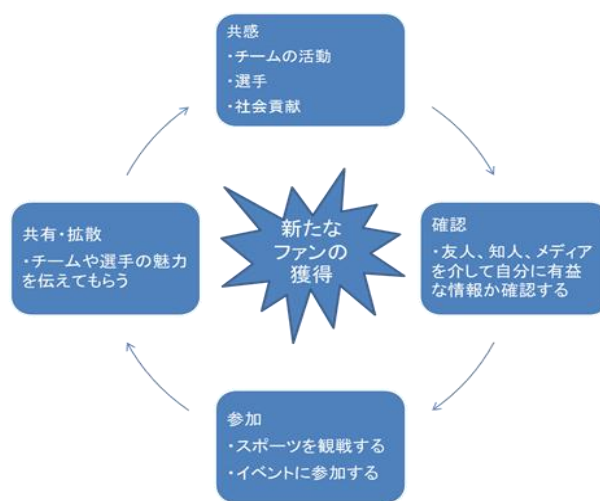 共感
・チームの活動
・選手
・社会貢献
確認
・友人、知人、メディア
を介して自分に有益
な情報か確認する
参加
・スポーツを観戦する
・イベントに参加する
共有・拡散
・チームや選手の魅力
を伝えてもらう
新たな
ファンの
獲得